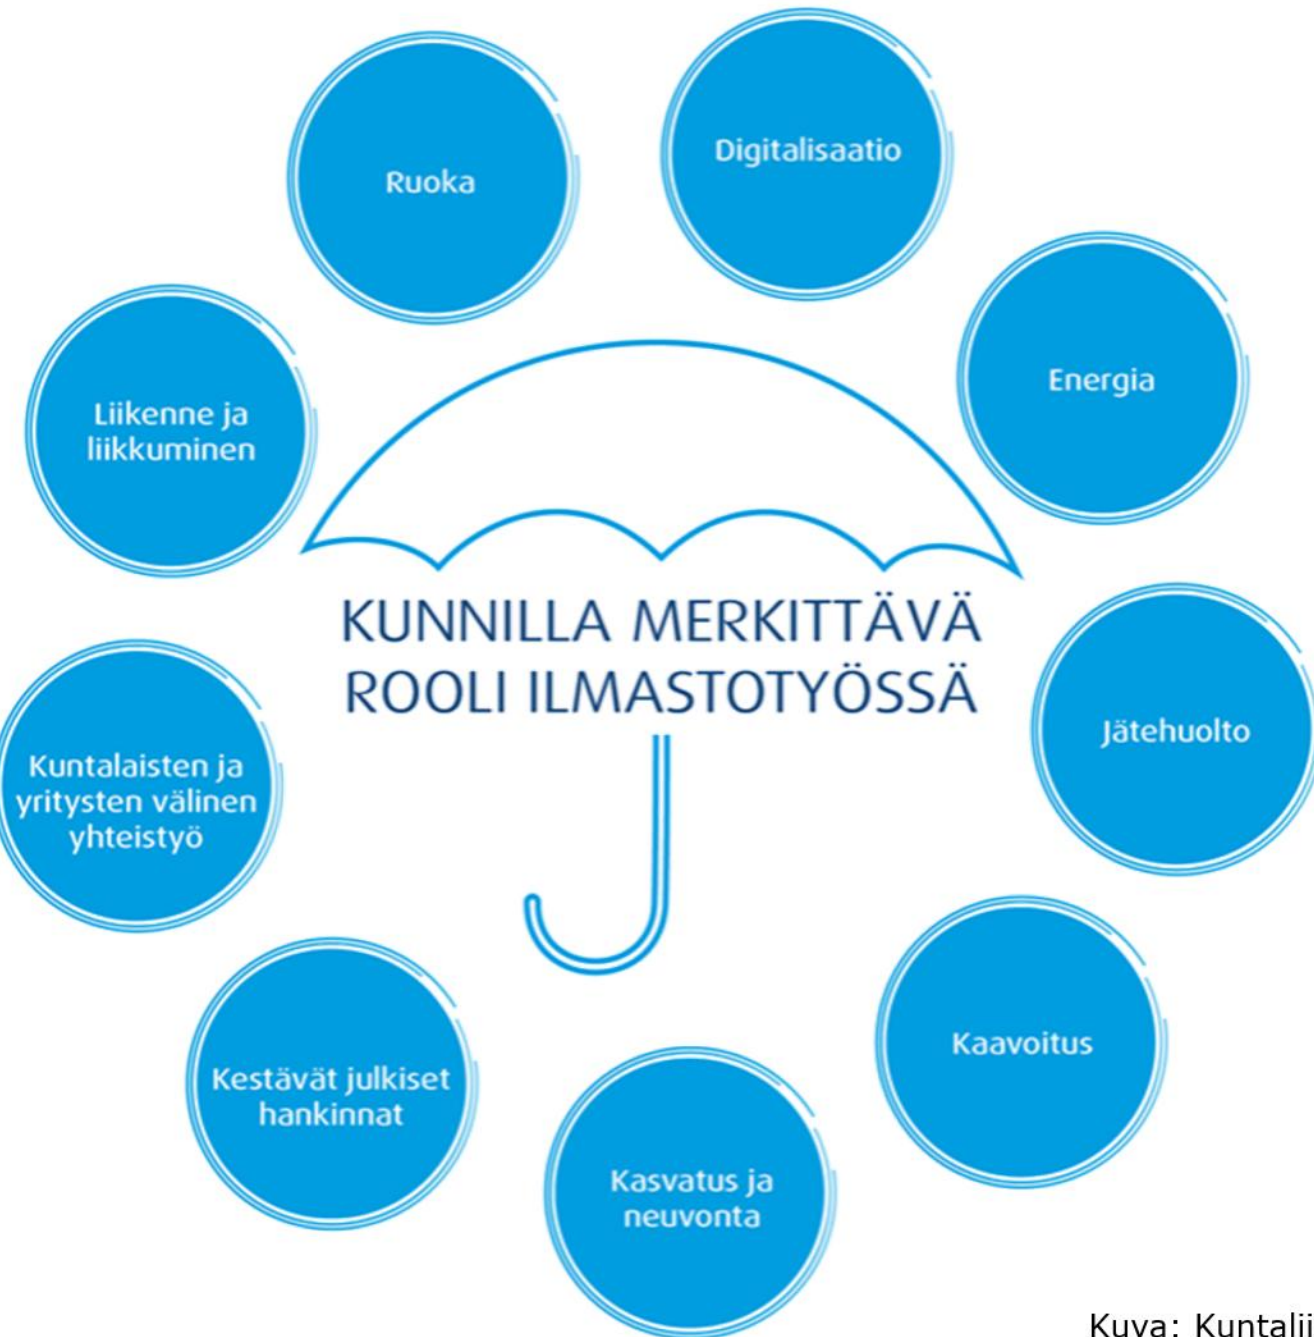 Digitalisaatio
Ruoka
Energia
Liikenne ja
liikkuminen
KUNNILLA MERKITTÄVÄ
ROOLI ILMASTOTYÖSSÄ
Jätehuolto
Kuntalaisten ja
yritysten välinen
yhteistyö
Kaavoitus
Kestävät julkiset
hankinnat
Kasvatus ja
neuvonta
Kuva: